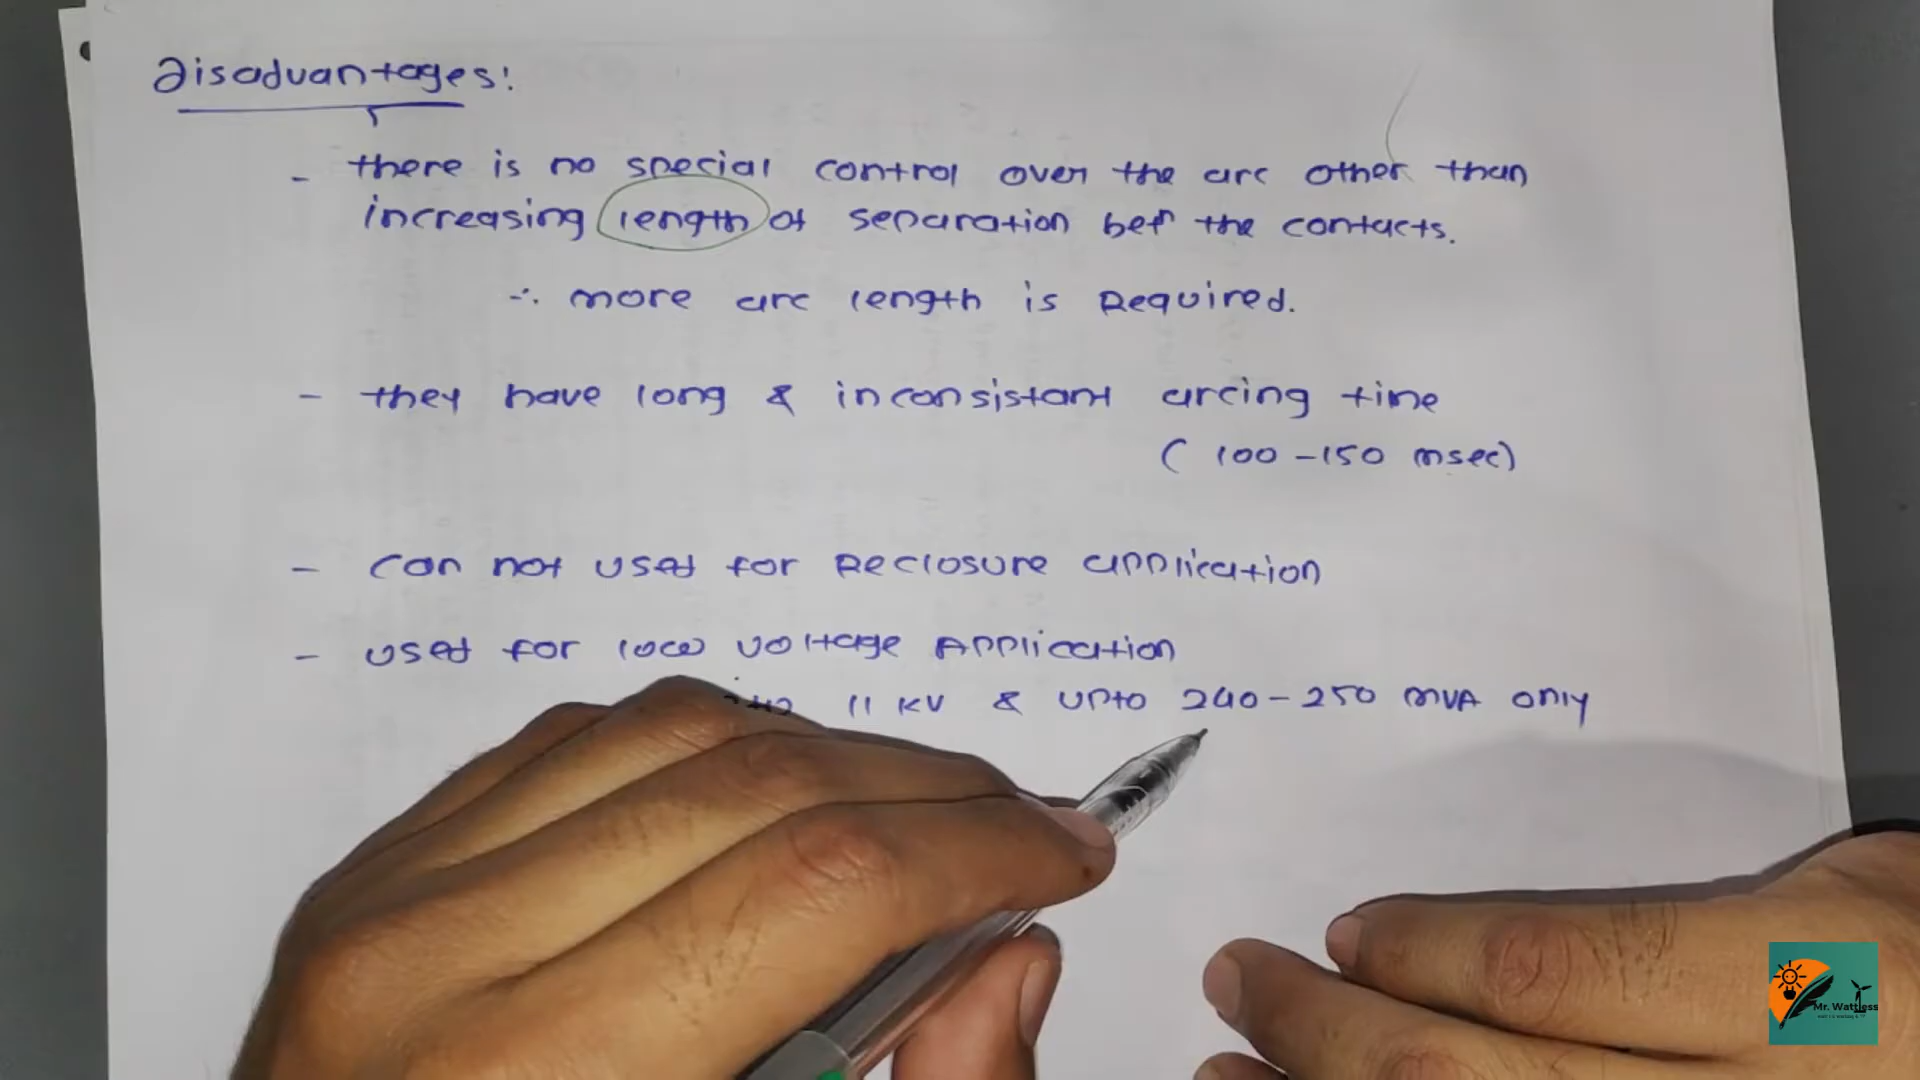 Disadvantages:
- there is no special control over the arc other than
increasing length of separation betn the contacts.
∴ more arc length is Required.
- they have long & inconsistant arcing time
( 100 - 150 msec)
- can not used for Reclosure application
- used for low voltage Application
11 KV & upto 240 - 250 MVA only
Mr. Wattless